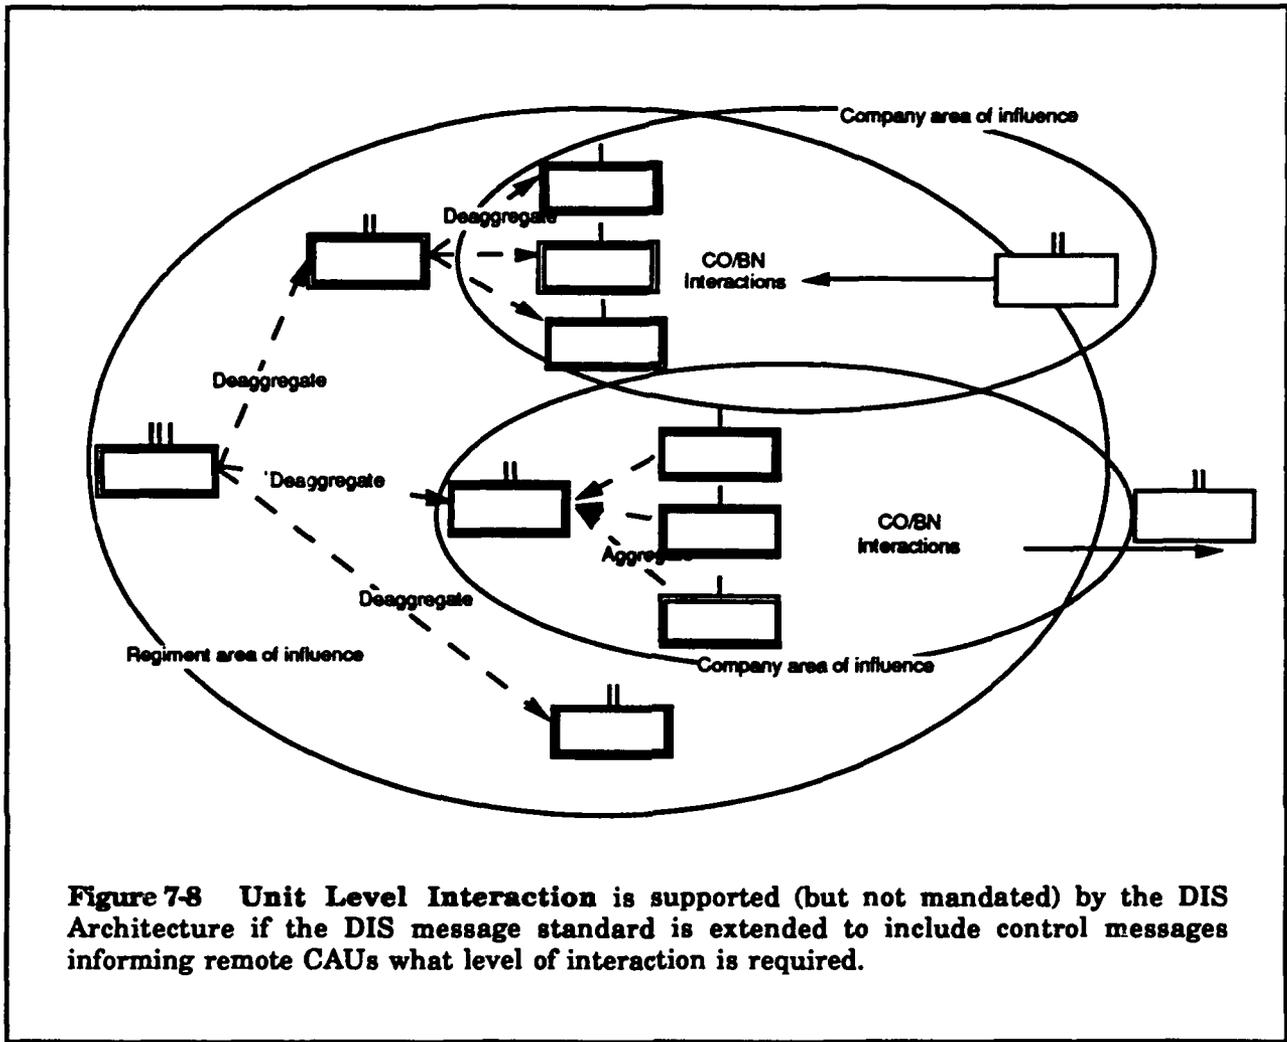 Company area of influence
Deaggregate
CO/BN
Interactions
Deaggregate
Deaggregate
CO/BN
Interactions
Aggregate
Deaggregate
Regiment area of influence
Company area of influence
Figure 7-8 Unit Level Interaction is supported (but not mandated) by the DIS
Architecture if the DIS message standard is extended to include control messages
informing remote CAUs what level of interaction is required.